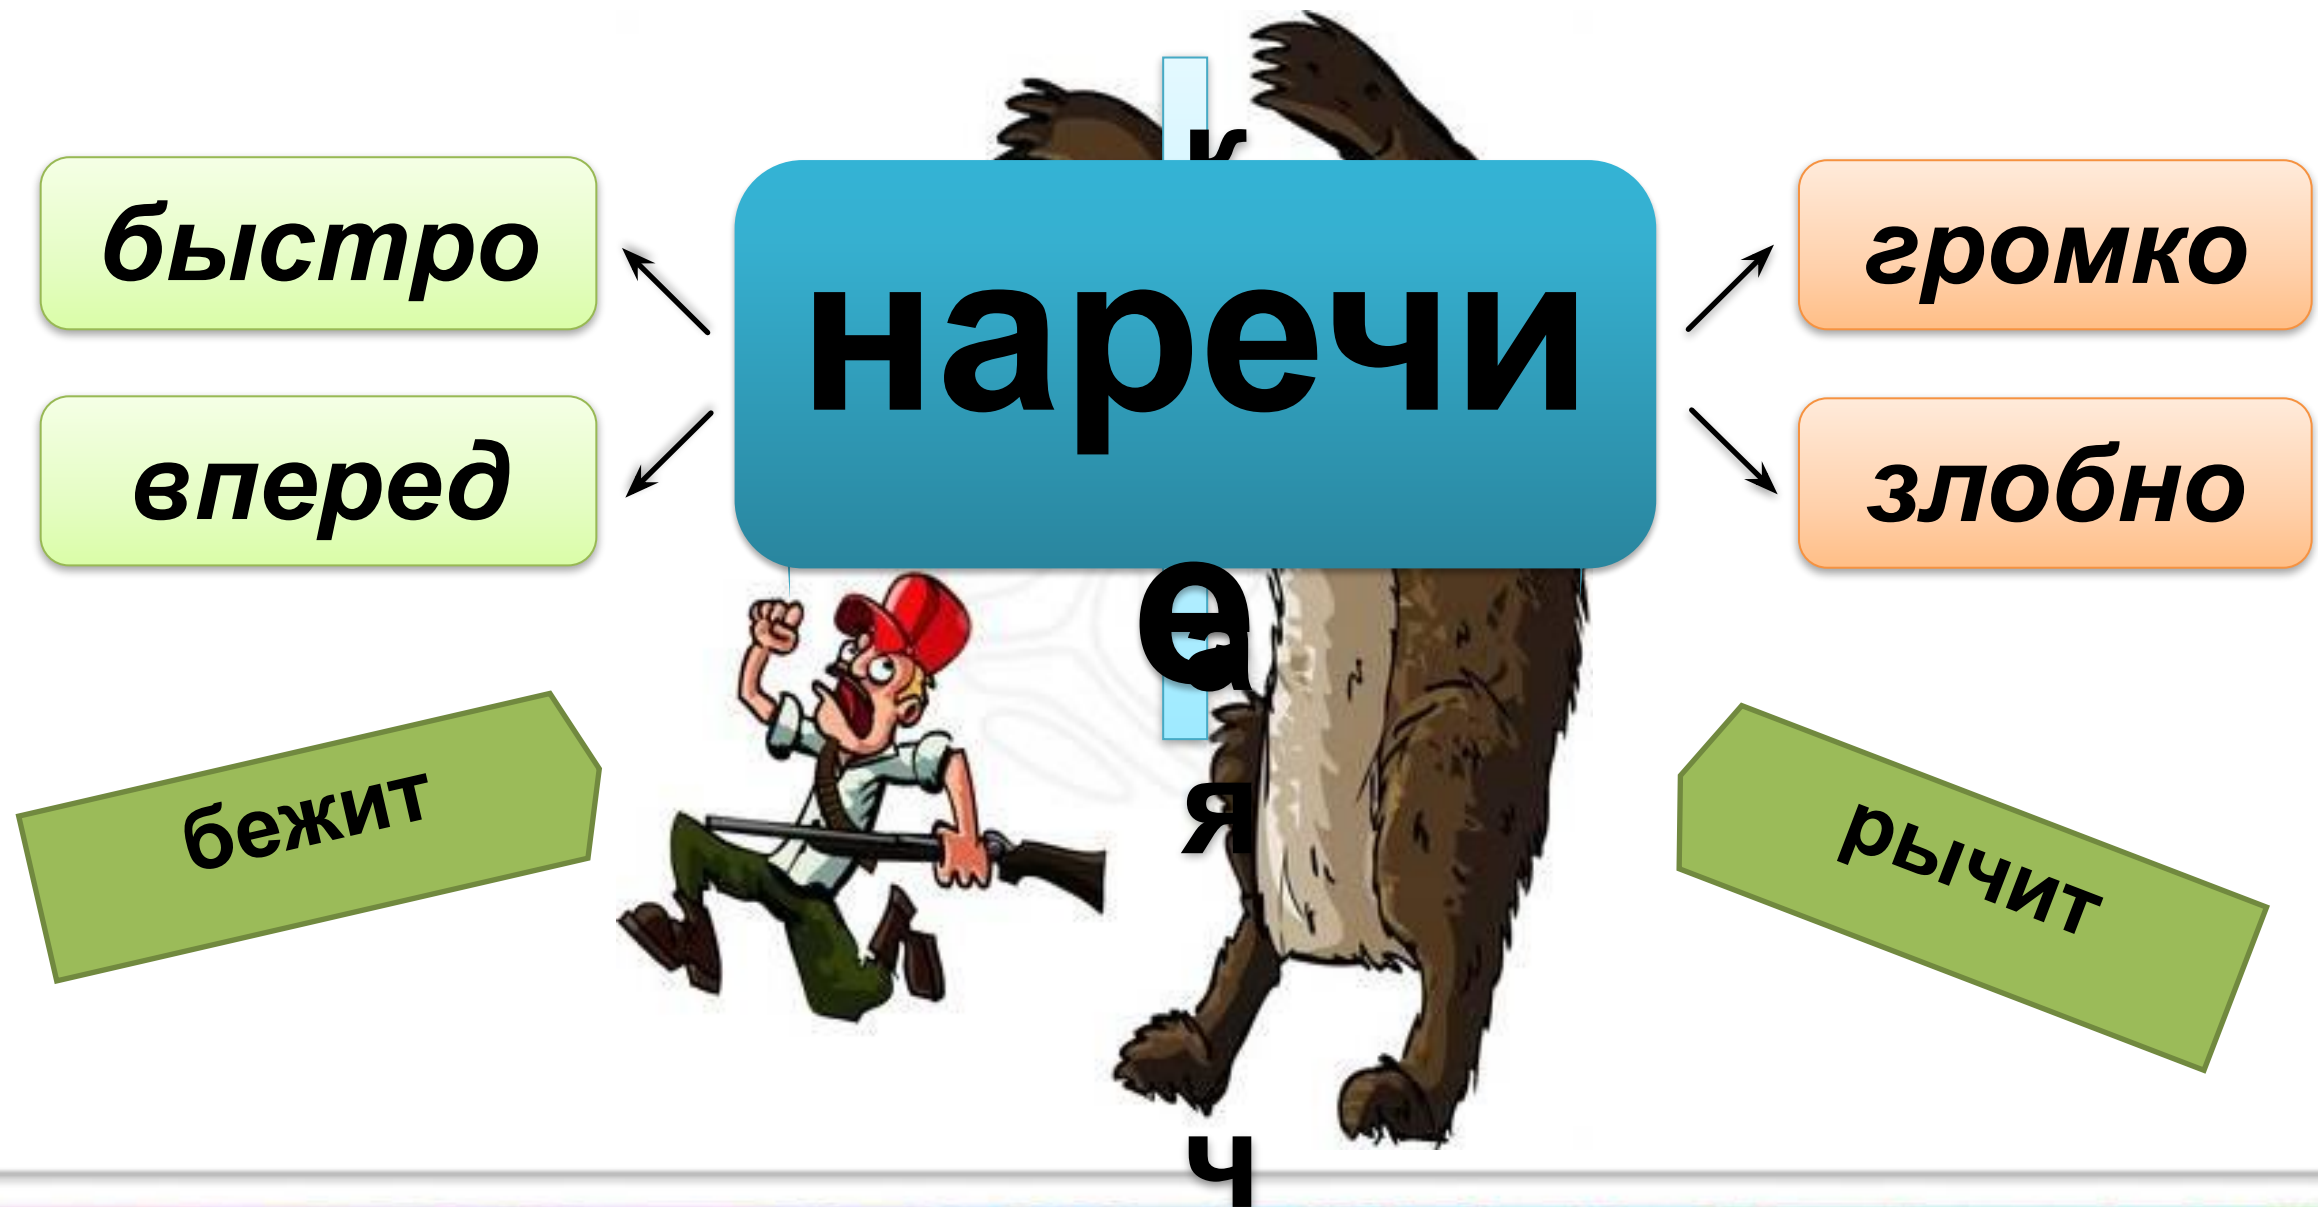 быстро
вперед
наречи
е
громко
злобно
бежит
рычит
а
я
ч